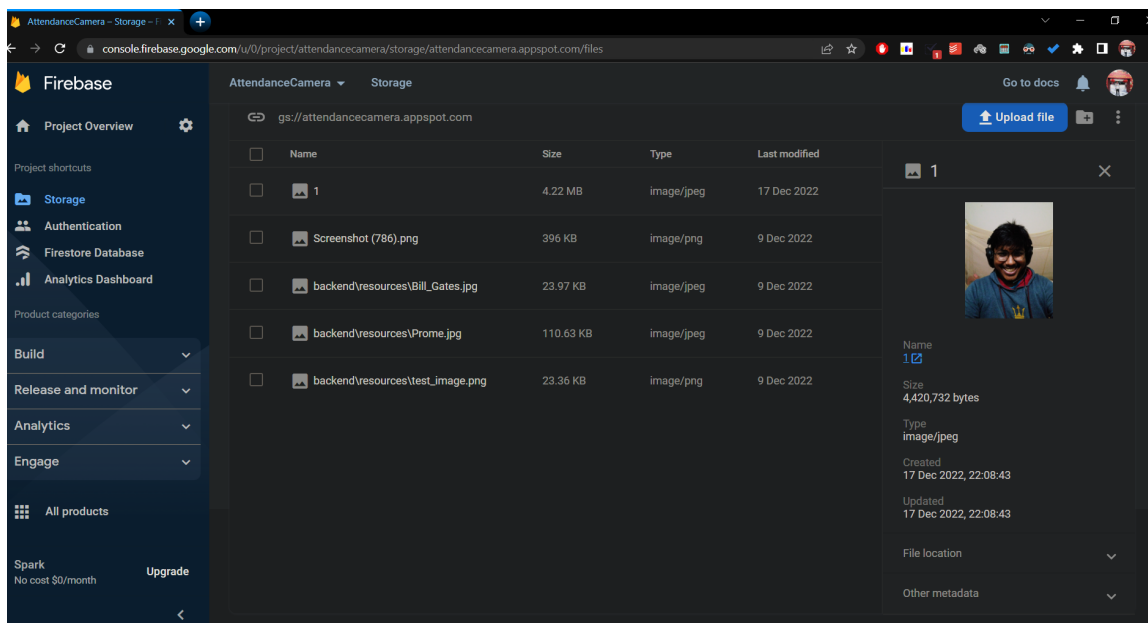 AttendanceCamera – Storage – Fi
console.firebase.google.com/u/0/project/attendancecamera/storage/attendancecamera.appspot.com/files
1
Firebase
AttendanceCamera
Storage
Go to docs
Project Overview
gs://attendancecamera.appspot.com
Upload file
Project shortcuts
Storage
Authentication
Firestore Database
Analytics Dashboard
Product categories
Build
Release and monitor
Analytics
Engage
All products
Spark
No cost $0/month
Upgrade
Name Size Type Last modified
1 4.22 MB image/jpeg 17 Dec 2022
Screenshot (786).png 396 KB image/png 9 Dec 2022
backend\resources\Bill_Gates.jpg 23.97 KB image/jpeg 9 Dec 2022
backend\resources\Prome.jpg 110.63 KB image/jpeg 9 Dec 2022
backend\resources\test_image.png 23.36 KB image/png 9 Dec 2022
1
Name
1
Size
4,420,732 bytes
Type
image/jpeg
Created
17 Dec 2022, 22:08:43
Updated
17 Dec 2022, 22:08:43
File location
Other metadata